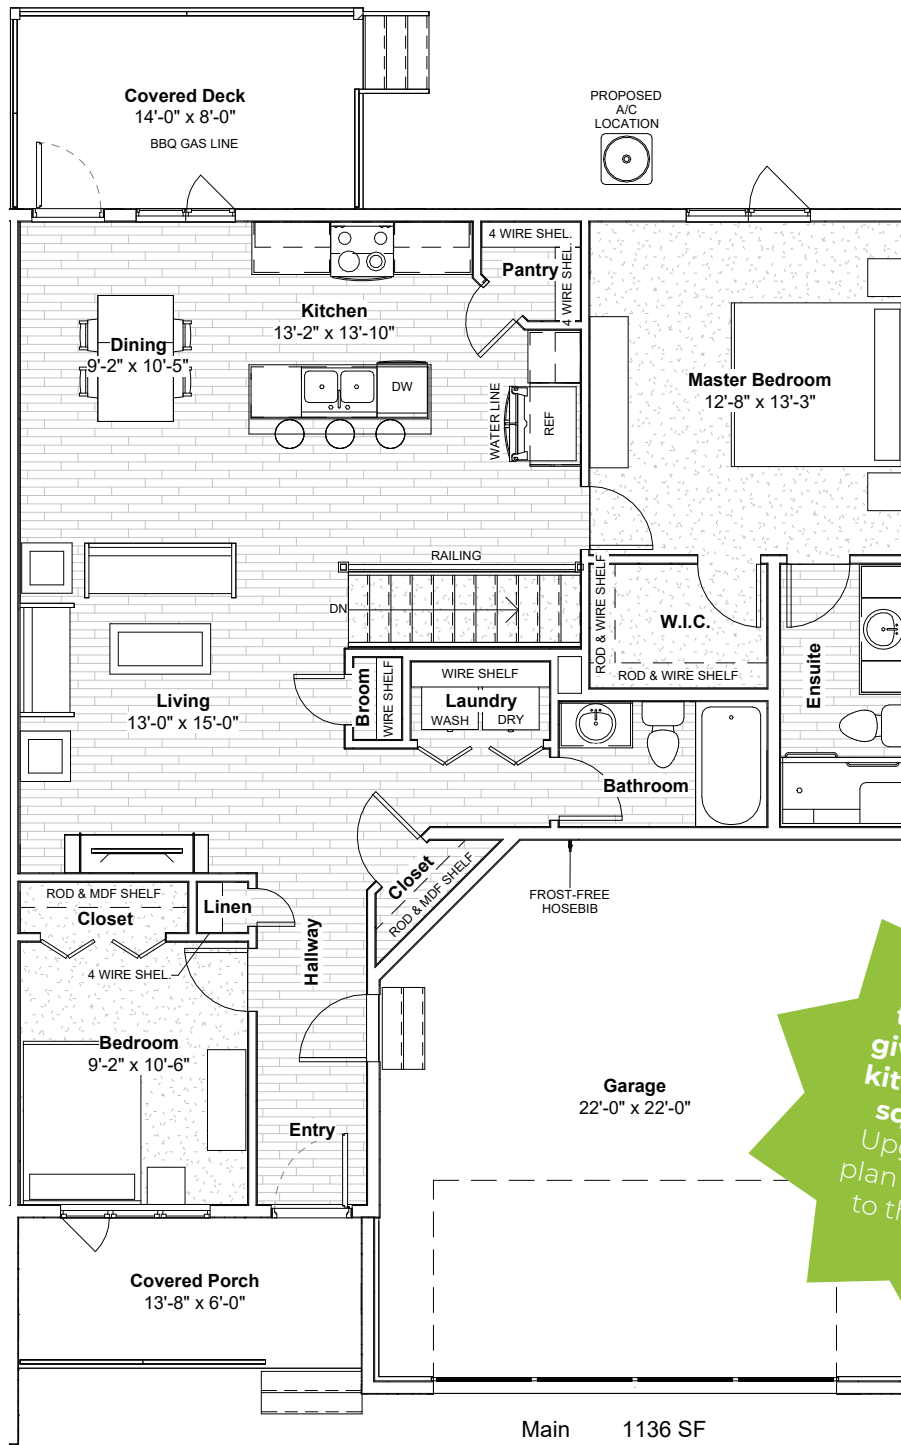 Covered Deck
14'-0" x 8'-0"
BBQ GAS LINE
PROPOSED
A/C
LOCATION
4 WIRE SHEL.
4 WIRE SHEL.
Pantry
Kitchen
13'-2" x 13'-10"
Dining
9'-2" x 10'-5"
DW
WATER LINE
REF
Master Bedroom
12'-8" x 13'-3"
RAILING
DN
ROD & WIRE SHELF
W.I.C.
ROD & WIRE SHELF
Ensuite
Living
13'-0" x 15'-0"
Broom
WIRE SHELF
WIRE SHELF
Laundry
WASH
DRY
Bathroom
Closet
ROD & MDF SHELF
FROST-FREE
HOSEBIB
ROD & MDF SHELF
Closet
Linen
4 WIRE SHEL.
Hallway
Bedroom
9'-2" x 10'-6"
Entry
Garage
22'-0" x 22'-0"
kit
Upg
plan
to th
Covered Porch
13'-8" x 6'-0"
Main 1136 SF